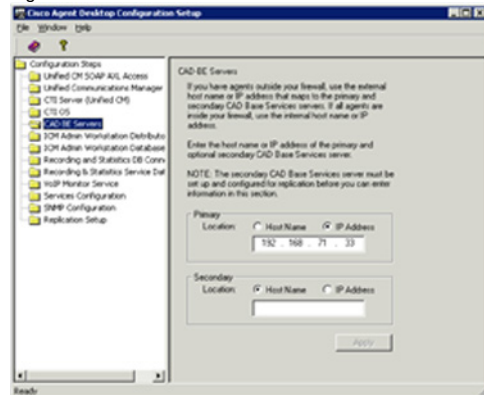 Cisco Agent Desktop Configuration Setup
File Window Help
Configuration Steps
Unified CM SOAP AXL Access
Unified Communications Manager
CTI Server (Unified CM)
CTI OS
CAD-BE Servers
ICM Admin Workstation Distributo
ICM Admin Workstation Database
Recording and Statistics DB Conn
Recording & Statistics Service Dat
VoIP Monitor Service
Services Configuration
SNMP Configuration
Replication Setup
CAD-BE Servers
If you have agents outside your firewall, use the external
host name or IP address that maps to the primary and
secondary CAD Base Services servers. If all agents are
inside your firewall, use the internal host name or IP
address.
Enter the host name or IP address of the primary and
optional secondary CAD Base Services server.
NOTE: The secondary CAD Base Services server must be
set up and configured for replication before you can enter
information in this section.
Primary
Location Host Name IP Address
192 . 168 . 71 . 33
Secondary
Location Host Name IP Address
Apply
Ready